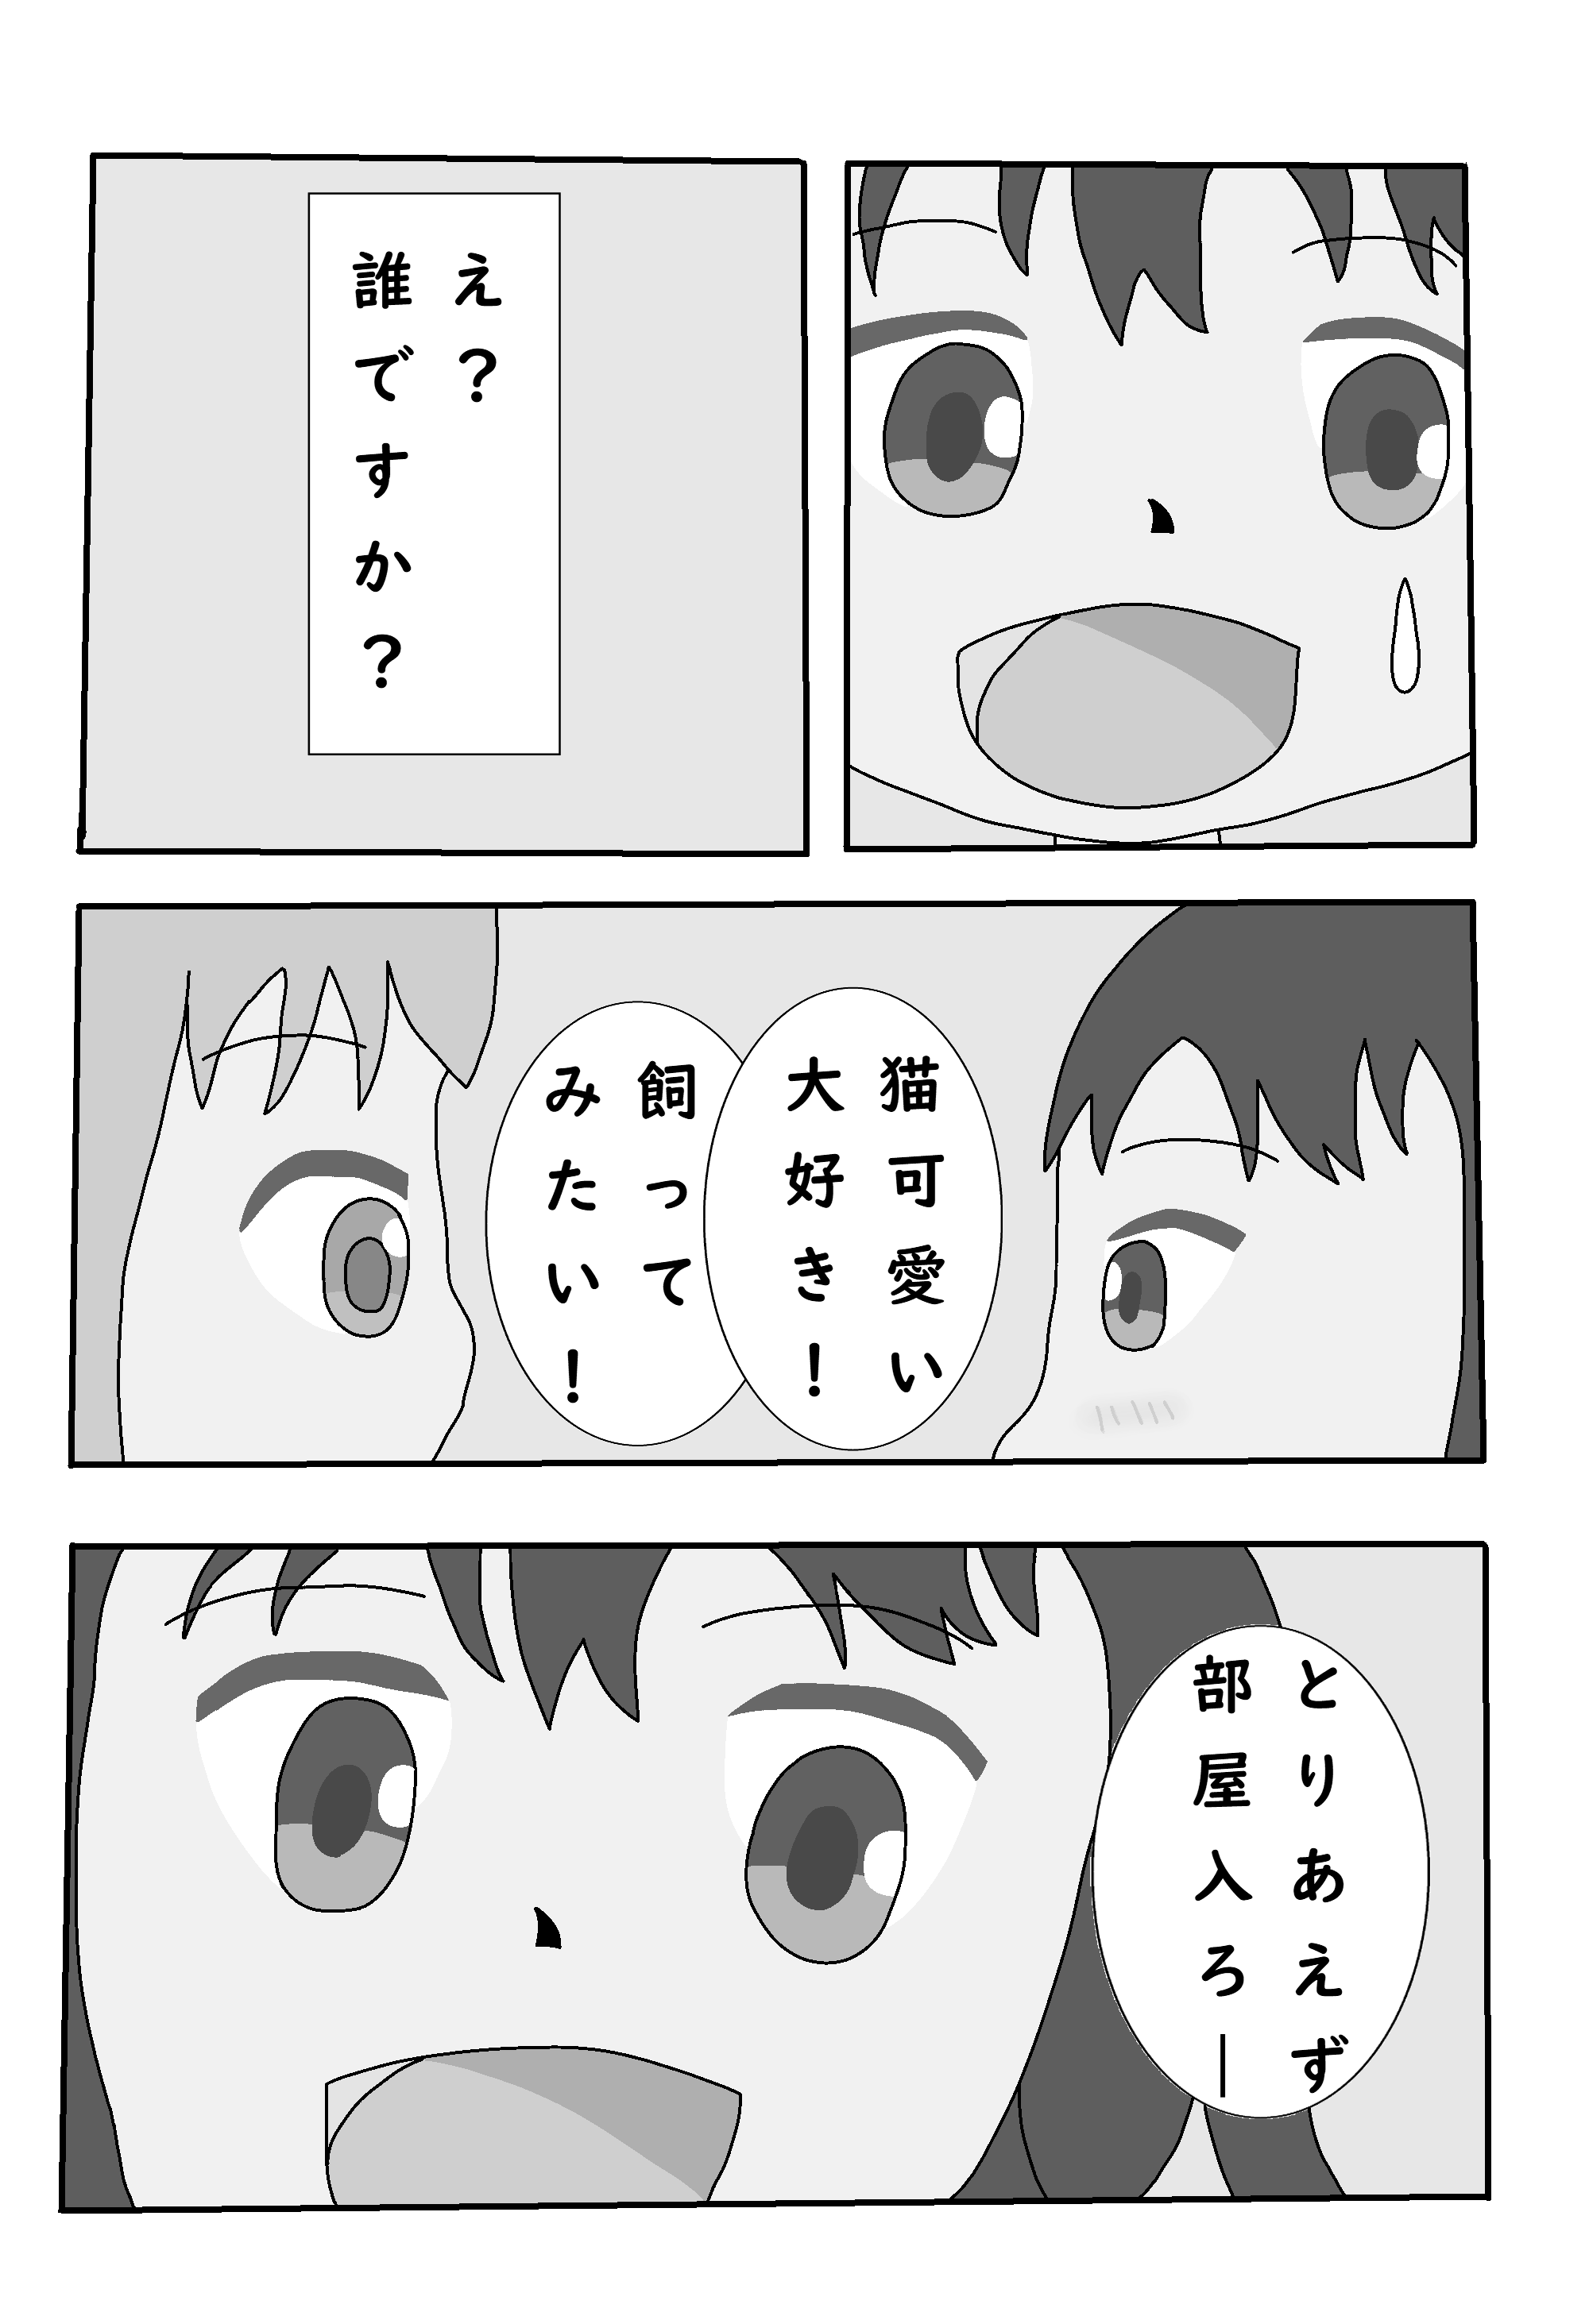 え？
誰ですか？
猫可愛い
大好き！
飼って
みたい！
とりあえず
部屋入ろー